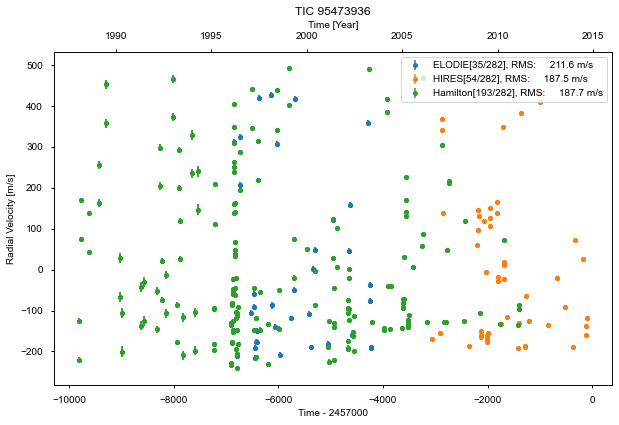 TIC 95473936
Time [Year]
1990 1995 2000 2005 2010 2015
ELODIE[35/282], RMS: 211.6 m/s
HIRES[54/282], RMS: 187.5 m/s
Hamilton[193/282], RMS: 187.7 m/s
500
400
300
200
100
0
−100
−200
Radial Velocity [m/s]
−10000 −8000 −6000 −4000 −2000 0
Time - 2457000